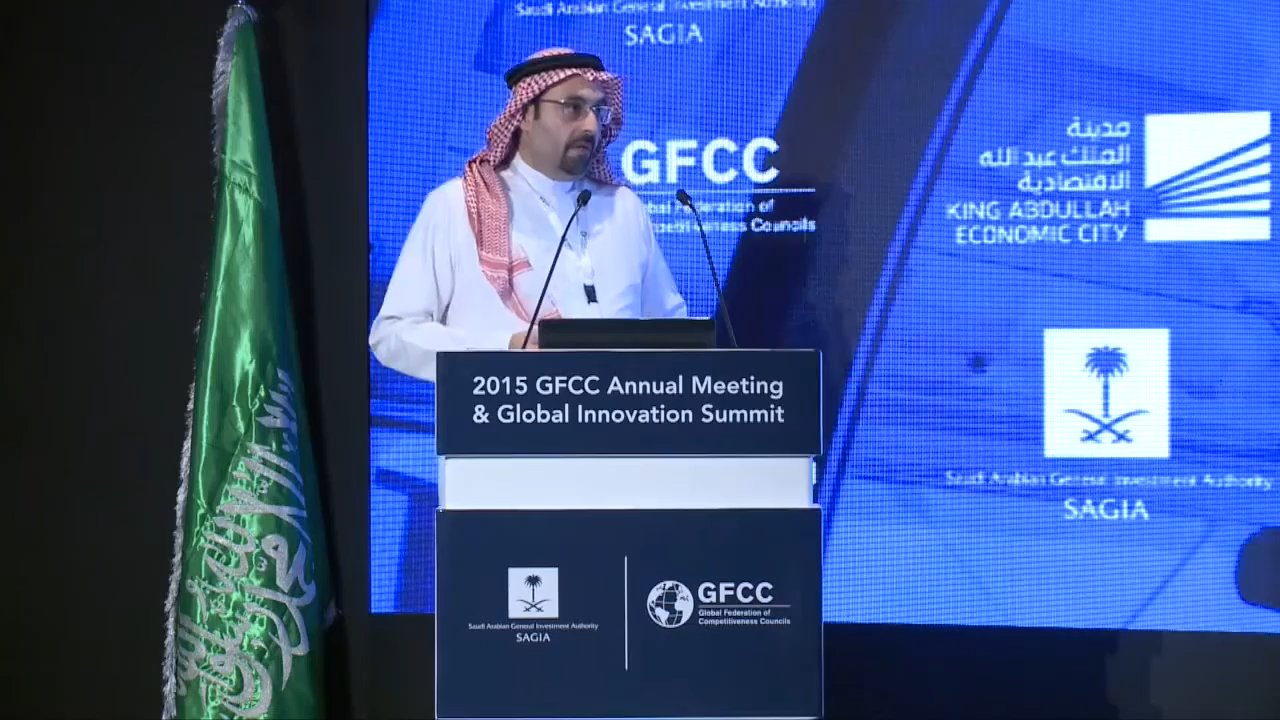 Saudi Arabian General Investment Authority
SAGIA
GFCC
Federation of
Councils
مدينة
الملك عبدالله
الاقتصادية
KING ABDULLAH
ECONOMIC CITY
Saudi Arabian General Investment Authority
SAGIA
2015 GFCC Annual Meeting
& Global Innovation Summit
Saudi Arabian General Investment Authority
SAGIA
GFCC
Global Federation of
Competitiveness Councils